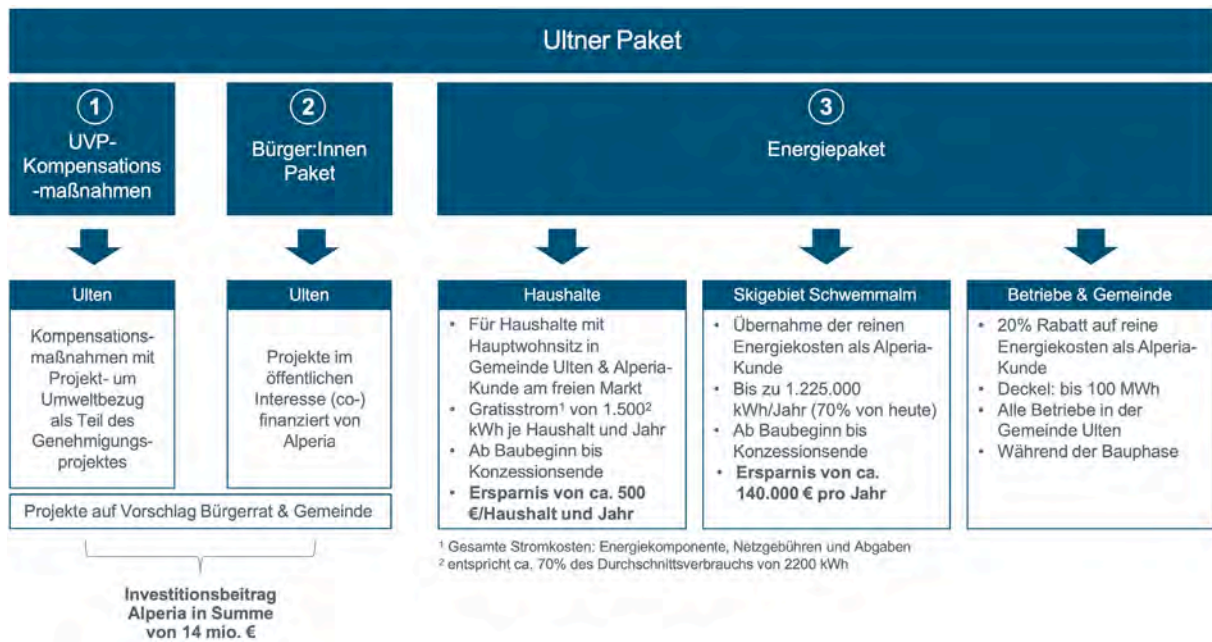 Ultner Paket
1
UVP-
Kompensations
-maßnahmen
2
Bürger:Innen
Paket
3
Energiepaket
Ulten
Kompensations-
maßnahmen mit
Projekt- um
Umweltbezug
als Teil des
Genehmigungs-
projektes
Ulten
Projekte im
öffentlichen
Interesse (co-)
finanziert von
Alperia
Projekte auf Vorschlag Bürgerrat & Gemeinde
Investitionsbeitrag
Alperia in Summe
von 14 mio. €
Haushalte
• Für Haushalte mit
Hauptwohnsitz in
Gemeinde Ulten & Alperia-
Kunde am freien Markt
• Gratisstrom¹ von 1.500²
kWh je Haushalt und Jahr
• Ab Baubeginn bis
Konzessionsende
• Ersparnis von ca. 500
€/Haushalt und Jahr
Skigebiet Schwemmalm
• Übernahme der reinen
Energiekosten als Alperia-
Kunde
• Bis zu 1.225.000
kWh/Jahr (70% von heute)
• Ab Baubeginn bis
Konzessionsende
• Ersparnis von ca.
140.000 € pro Jahr
Betriebe & Gemeinde
• 20% Rabatt auf reine
Energiekosten als Alperia-
Kunde
• Deckel: bis 100 MWh
• Alle Betriebe in der
Gemeinde Ulten
• Während der Bauphase
¹ Gesamte Stromkosten: Energiekomponente, Netzgebühren und Abgaben
² entspricht ca. 70% des Durchschnittsverbrauchs von 2200 kWh